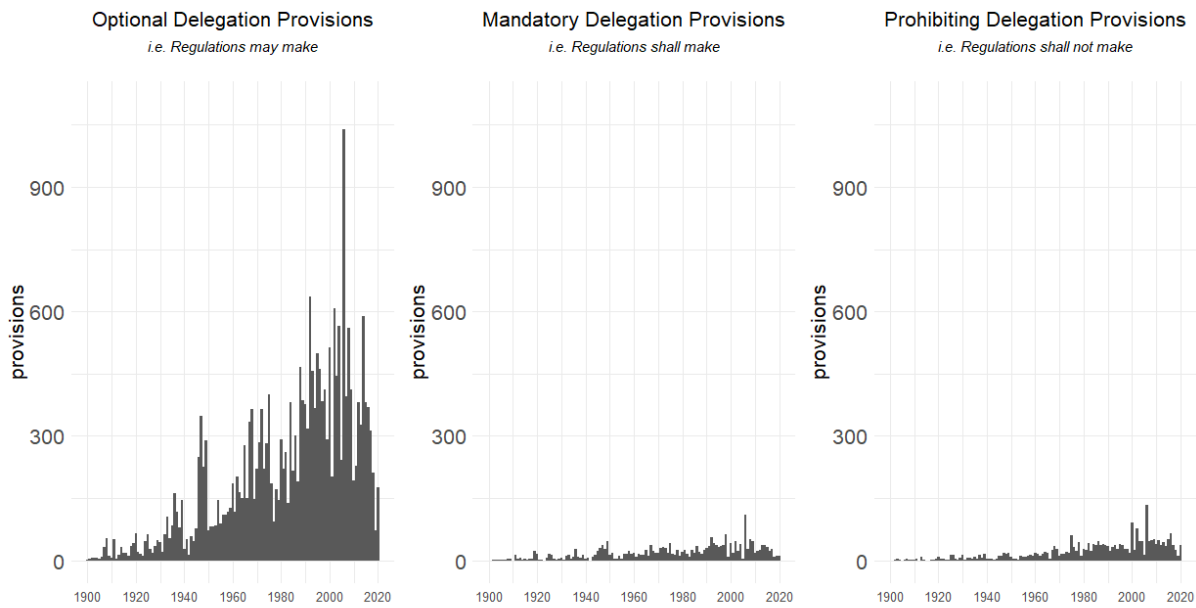 Optional Delegation Provisions
i.e. Regulations may make
provisions
900
600
300
0
1900 1920 1940 1960 1980 2000 2020
Mandatory Delegation Provisions
i.e. Regulations shall make
provisions
900
600
300
0
1900 1920 1940 1960 1980 2000 2020
Prohibiting Delegation Provisions
i.e. Regulations shall not make
provisions
900
600
300
0
1900 1920 1940 1960 1980 2000 2020